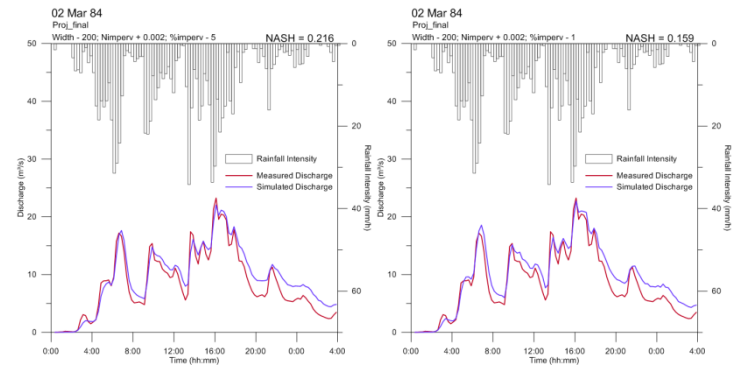 02 Mar 84
Proj_final
Width - 200; Nimperv + 0.002; %imperv - 5
NASH = 0.216
50
40
30
20
10
0
Discharge (m³/s)
0
20
40
60
Rainfall Intensity (mm/h)
Rainfall Intensity
Measured Discharge
Simulated Discharge
0:00 4:00 8:00 12:00 16:00 20:00 0:00 4:00
Time (hh:mm)
02 Mar 84
Proj_final
Width - 200; Nimperv + 0.002; %imperv - 1
NASH = 0.159
50
40
30
20
10
0
Discharge (m³/s)
0
20
40
60
Rainfall Intensity (mm/h)
Rainfall Intensity
Measured Discharge
Simulated Discharge
0:00 4:00 8:00 12:00 16:00 20:00 0:00 4:00
Time (hh:mm)